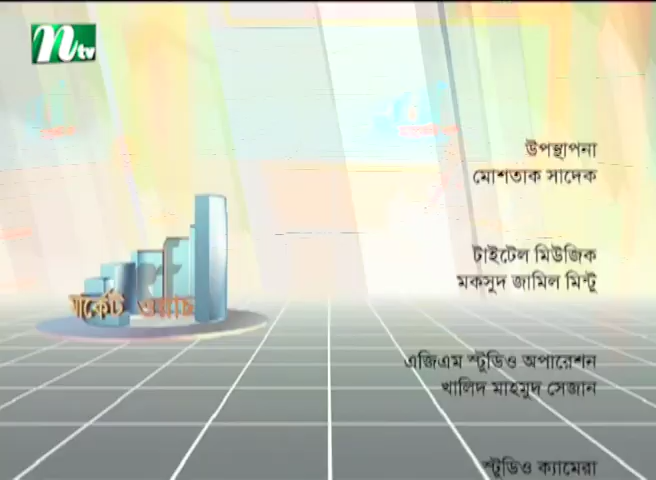 ntv
উপস্থাপনা
মোশতাক সাদেক
টাইটেল মিউজিক
মকসুদ জামিল মিন্টু
মার্কেট ওয়াচ
এজিএম স্টুডিও অপারেশন
খালিদ মাহমুদ সেজান
স্টুডিও ক্যামেরা